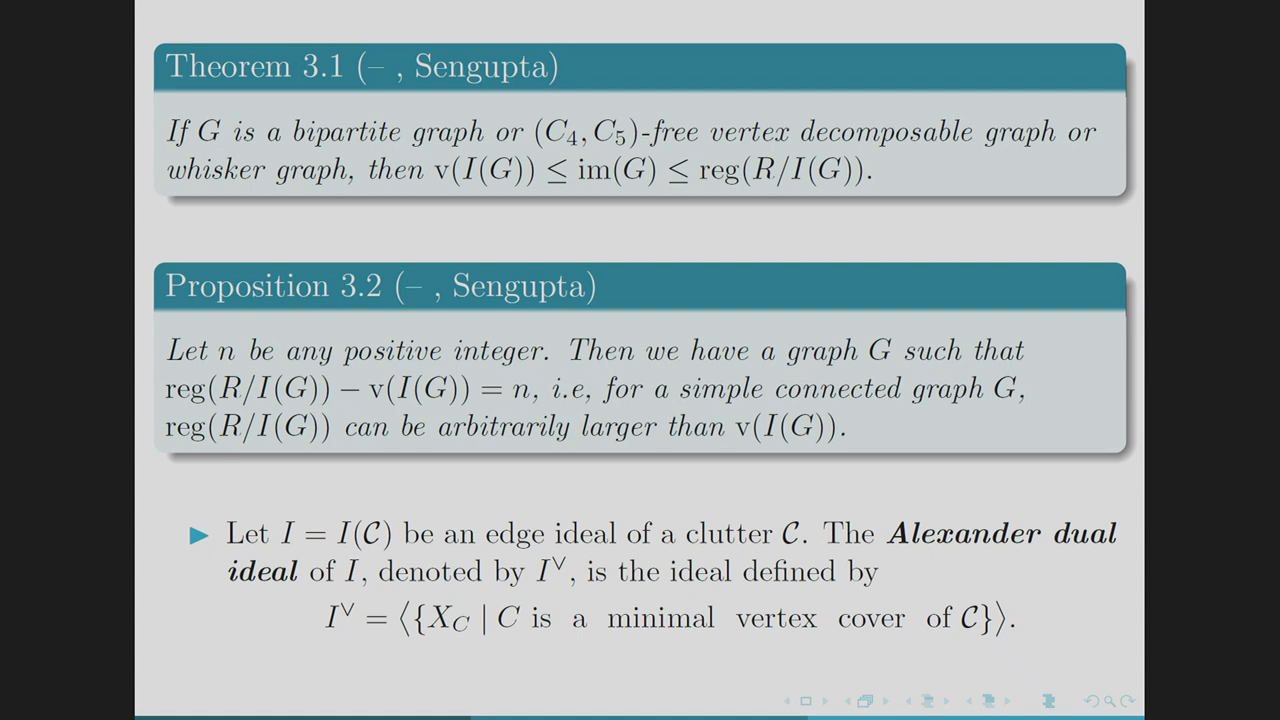 Theorem 3.1 (– , Sengupta)
If G is a bipartite graph or (C₄, C₅)-free vertex decomposable graph or
whisker graph, then v(I(G)) ≤ im(G) ≤ reg(R/I(G)).
Proposition 3.2 (– , Sengupta)
Let n be any positive integer. Then we have a graph G such that
reg(R/I(G)) − v(I(G)) = n, i.e, for a simple connected graph G,
reg(R/I(G)) can be arbitrarily larger than v(I(G)).
▶ Let I = I(𝒞) be an edge ideal of a clutter 𝒞. The Alexander dual
ideal of I, denoted by I^∨, is the ideal defined by
I^∨ = ⟨{X_C | C is a minimal vertex cover of 𝒞}⟩.